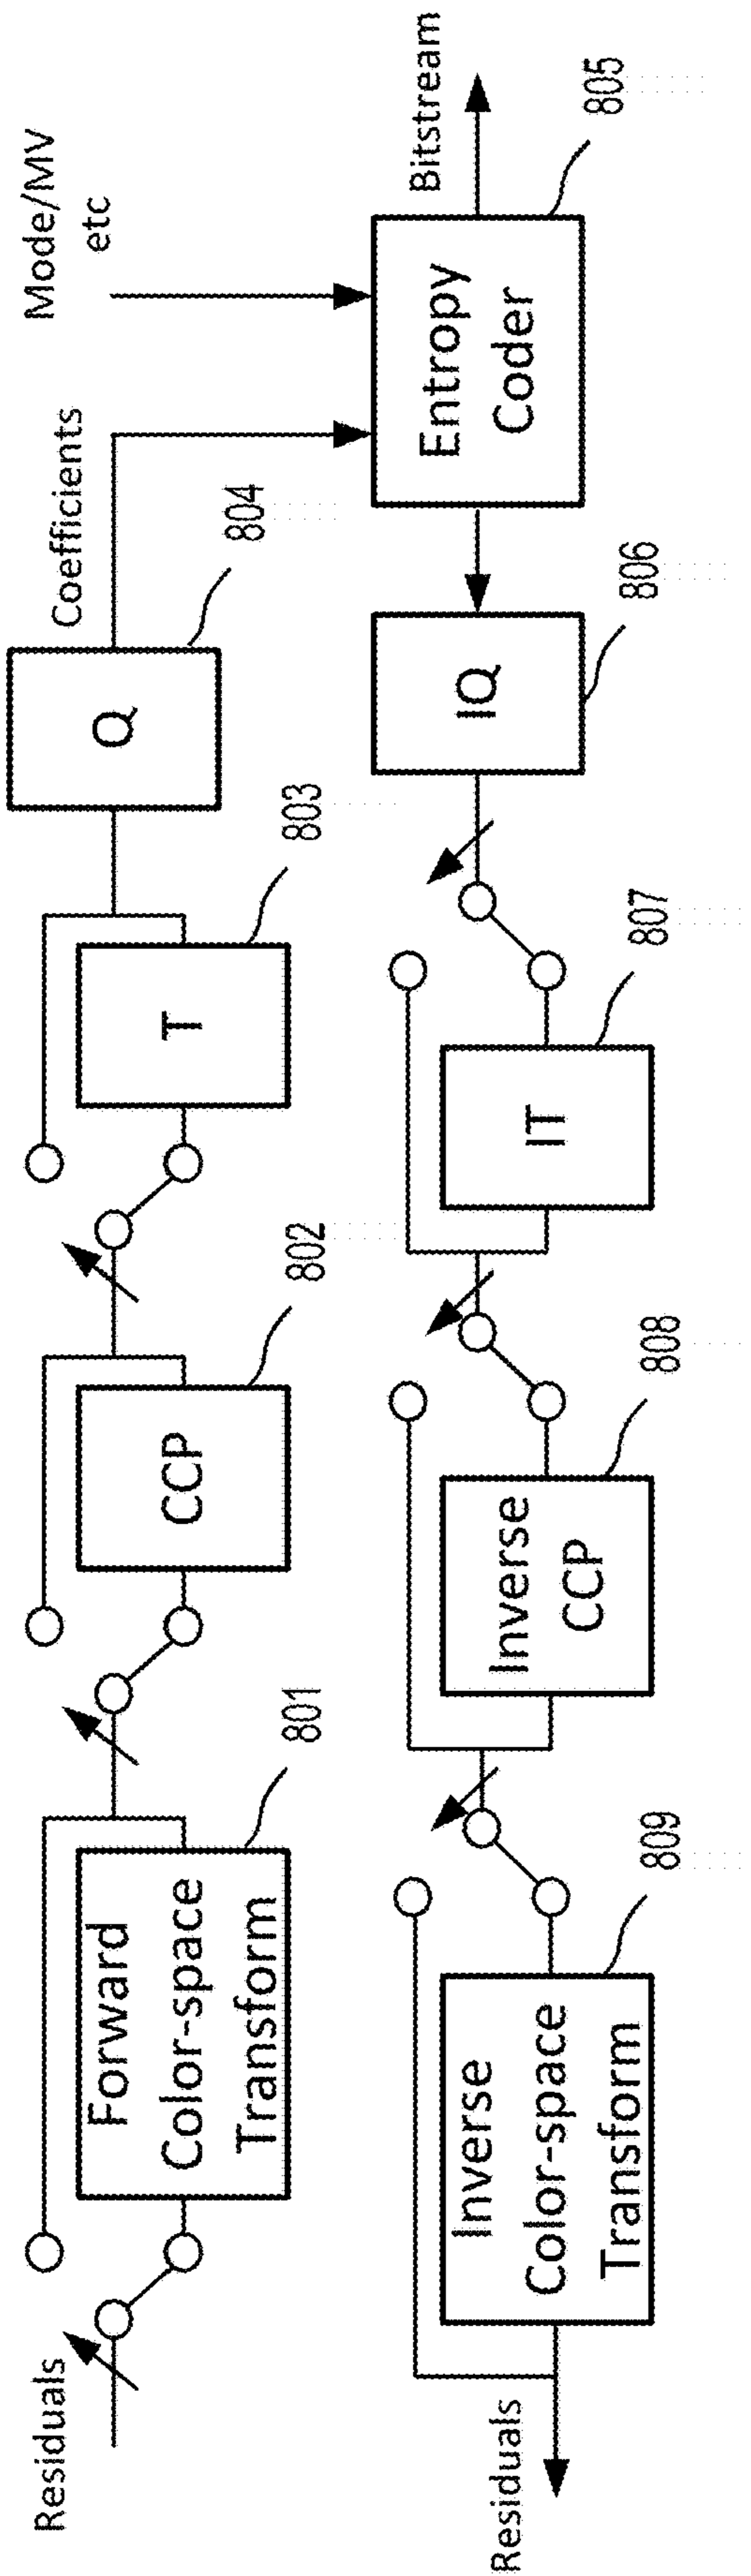 Residuals
Forward
Color-space
Transform
801
CCP
802
T
803
Q
804
Coefficients
Mode/MV
etc
Bitstream
Entropy
Coder
805
IQ
806
IT
807
Inverse
CCP
808
Inverse
Color-space
Transform
809
Residuals